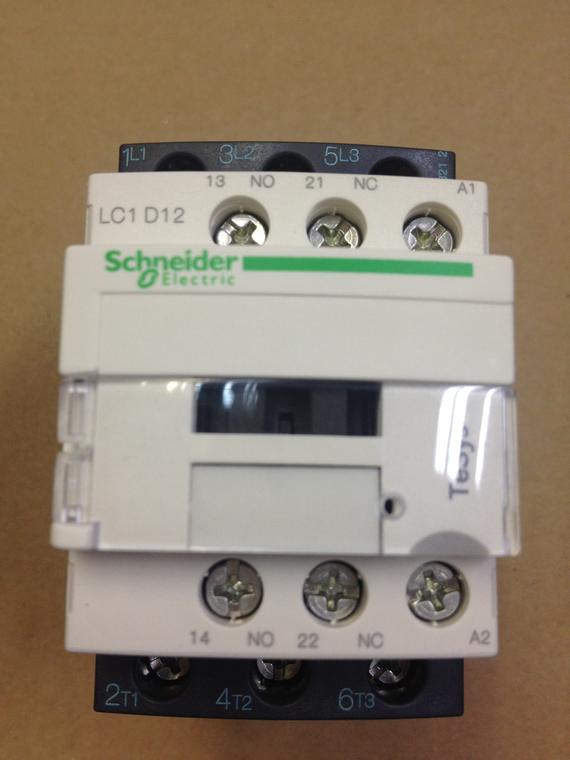 1L1 3L2 5L3
13 NO 21 NC A1
LC1 D12
Schneider
Electric
TeSys
14 NO 22 NC A2
2T1 4T2 6T3